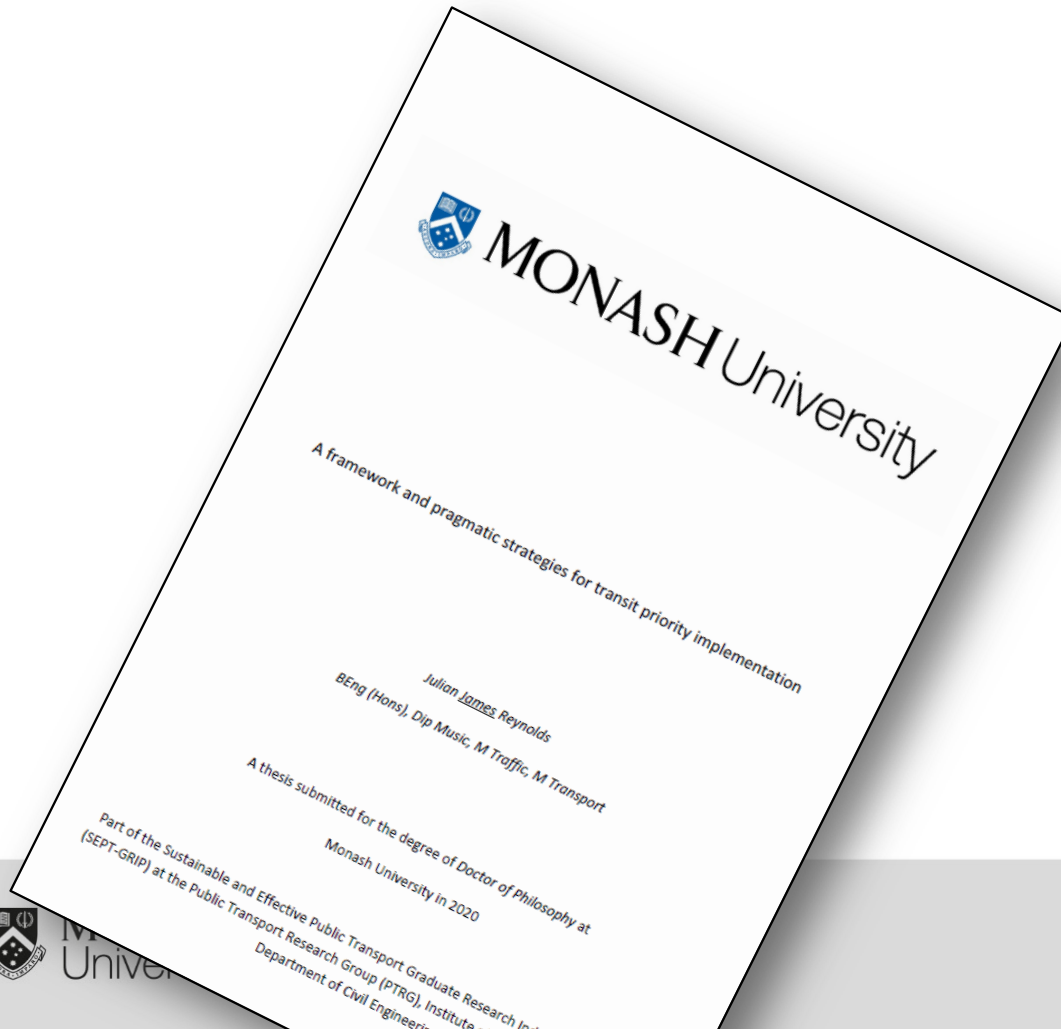 MONASH University
A framework and pragmatic strategies for transit priority implementation
Julian James Reynolds
BEng (Hons), Dip Music, M Traffic, M Transport
A thesis submitted for the degree of Doctor of Philosophy at
Monash University in 2020
Part of the Sustainable and Effective Public Transport Graduate Research
(SEPT-GRIP) at the Public Transport Research Group (PTRG), Institute
Department of Civil